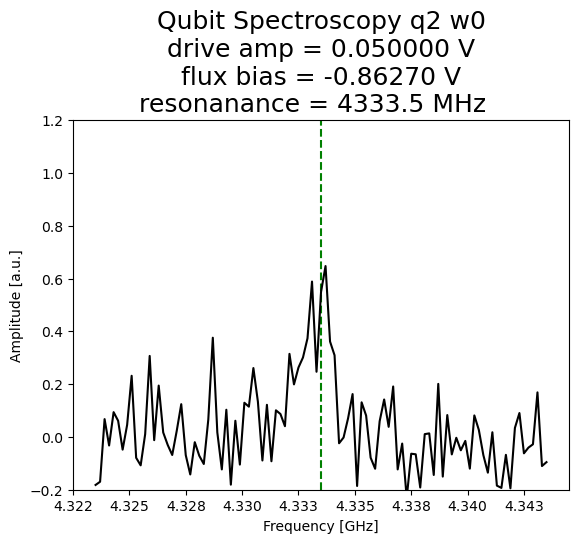 Qubit Spectroscopy q2 w0
drive amp = 0.050000 V
flux bias = -0.86270 V
resonanance = 4333.5 MHz
1.2
1.0
0.8
0.6
0.4
0.2
0.0
−0.2
Amplitude [a.u.]
4.322 4.325 4.328 4.330 4.333 4.335 4.338 4.340 4.343
Frequency [GHz]